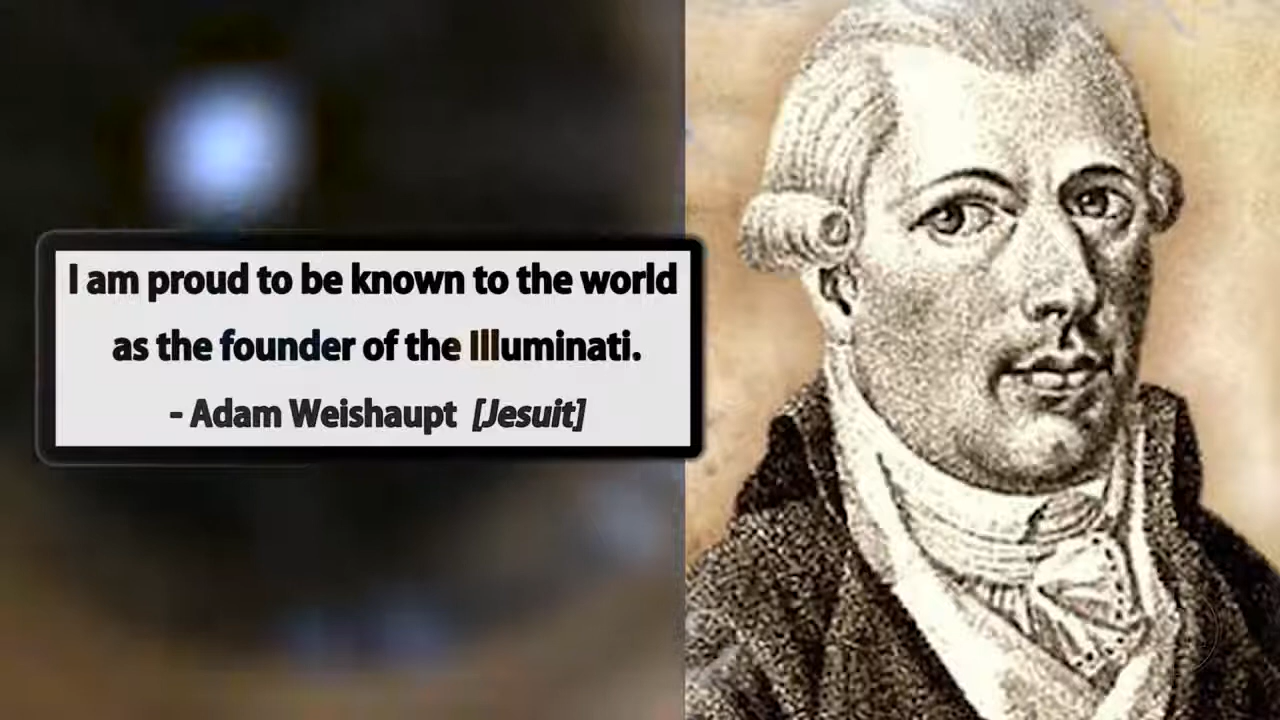 I am proud to be known to the world
as the founder of the Illuminati.
- Adam Weishaupt [Jesuit]